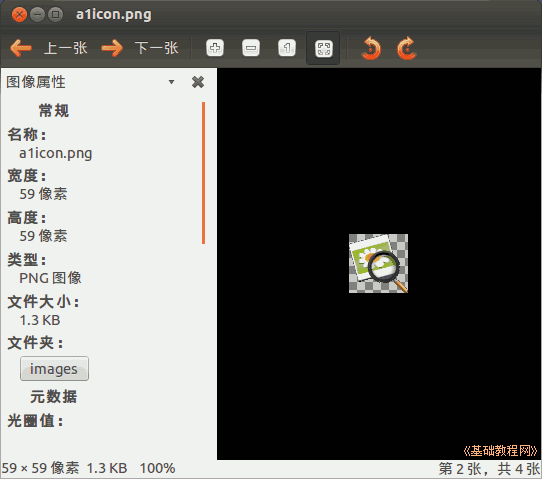 a1icon.png
上一张 下一张
图像属性
常规
名称：
a1icon.png
宽度：
59 像素
高度：
59 像素
类型：
PNG 图像
文件大小：
1.3 KB
文件夹：
images
元数据
光圈值：
《基础教程网》
59 × 59 像素 1.3 KB 100%
第 2 张，共 4 张